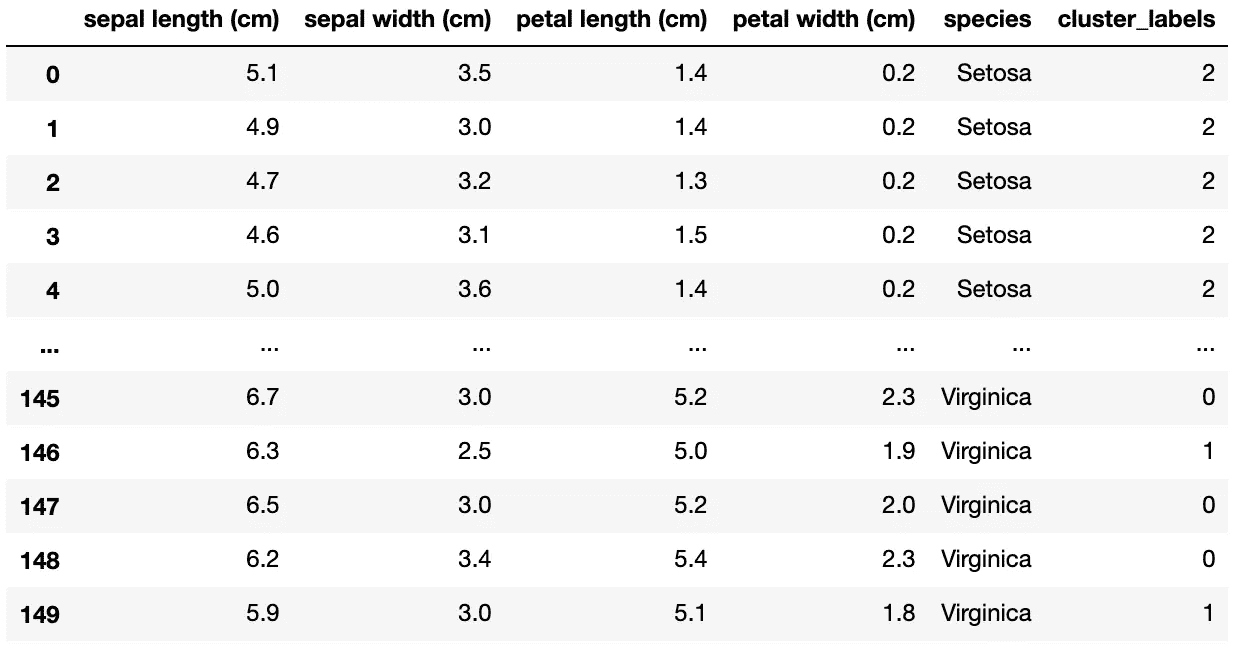 sepal length (cm) sepal width (cm) petal length (cm) petal width (cm) species cluster_labels
0 5.1 3.5 1.4 0.2 Setosa 2
1 4.9 3.0 1.4 0.2 Setosa 2
2 4.7 3.2 1.3 0.2 Setosa 2
3 4.6 3.1 1.5 0.2 Setosa 2
4 5.0 3.6 1.4 0.2 Setosa 2
... ... ... ... ... ... ...
145 6.7 3.0 5.2 2.3 Virginica 0
146 6.3 2.5 5.0 1.9 Virginica 1
147 6.5 3.0 5.2 2.0 Virginica 0
148 6.2 3.4 5.4 2.3 Virginica 0
149 5.9 3.0 5.1 1.8 Virginica 1